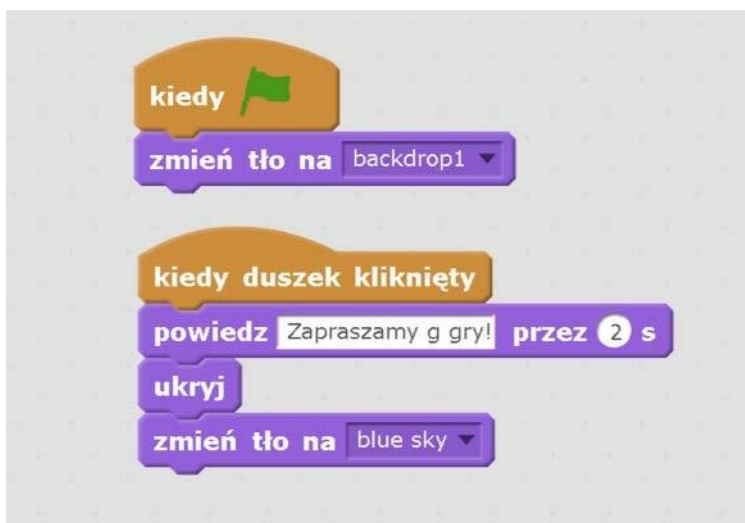 kiedy
zmień tło na backdrop1
kiedy duszek kliknięty
powiedz Zapraszamy g gry! przez 2 s
ukryj
zmień tło na blue sky